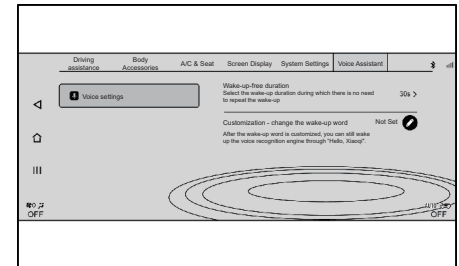 Driving assistance
Body Accessories
A/C & Seat
Screen Display
System Settings
Voice Assistant
Voice settings
Wake-up-free duration
Select the wake-up duration during which there is no need
to repeat the wake-up
30s
Customization - change the wake-up word
Not Set
After the wake-up word is customized, you can still wake
up the voice recognition engine through "Hello, Xiaoqi".
OFF
OFF